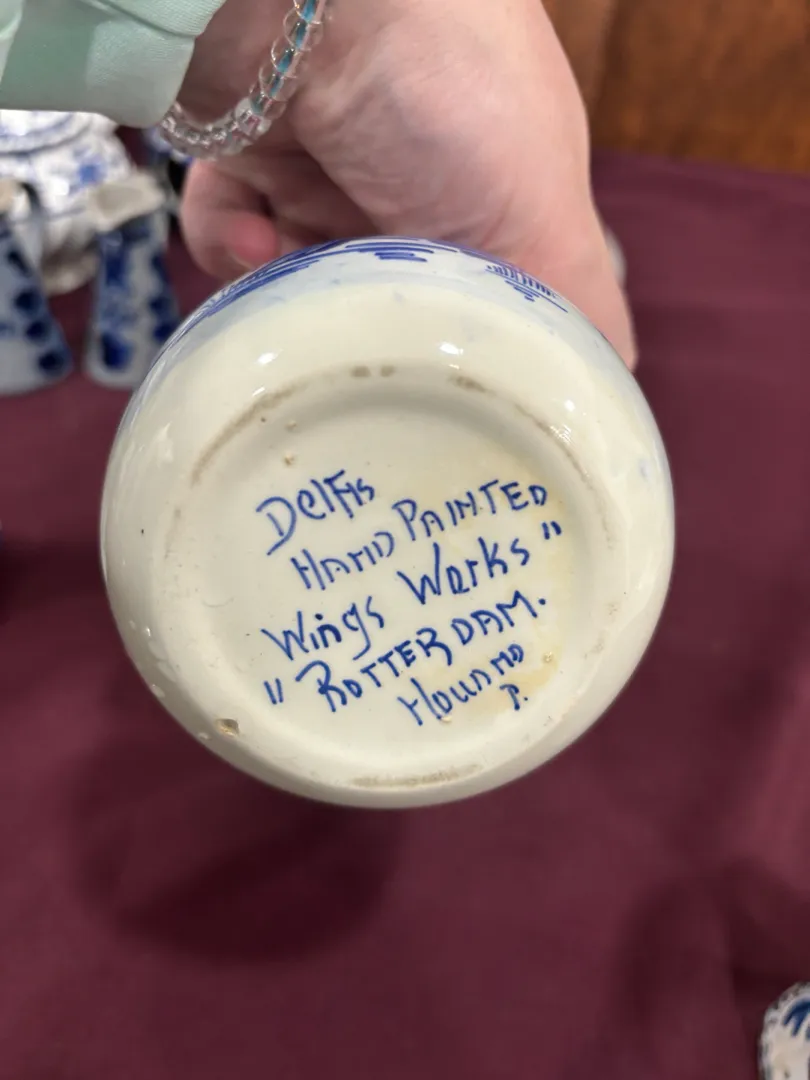 Delfts
HAND PAINTED
Wings Werks"
"ROTTERDAM.
Holland
P.